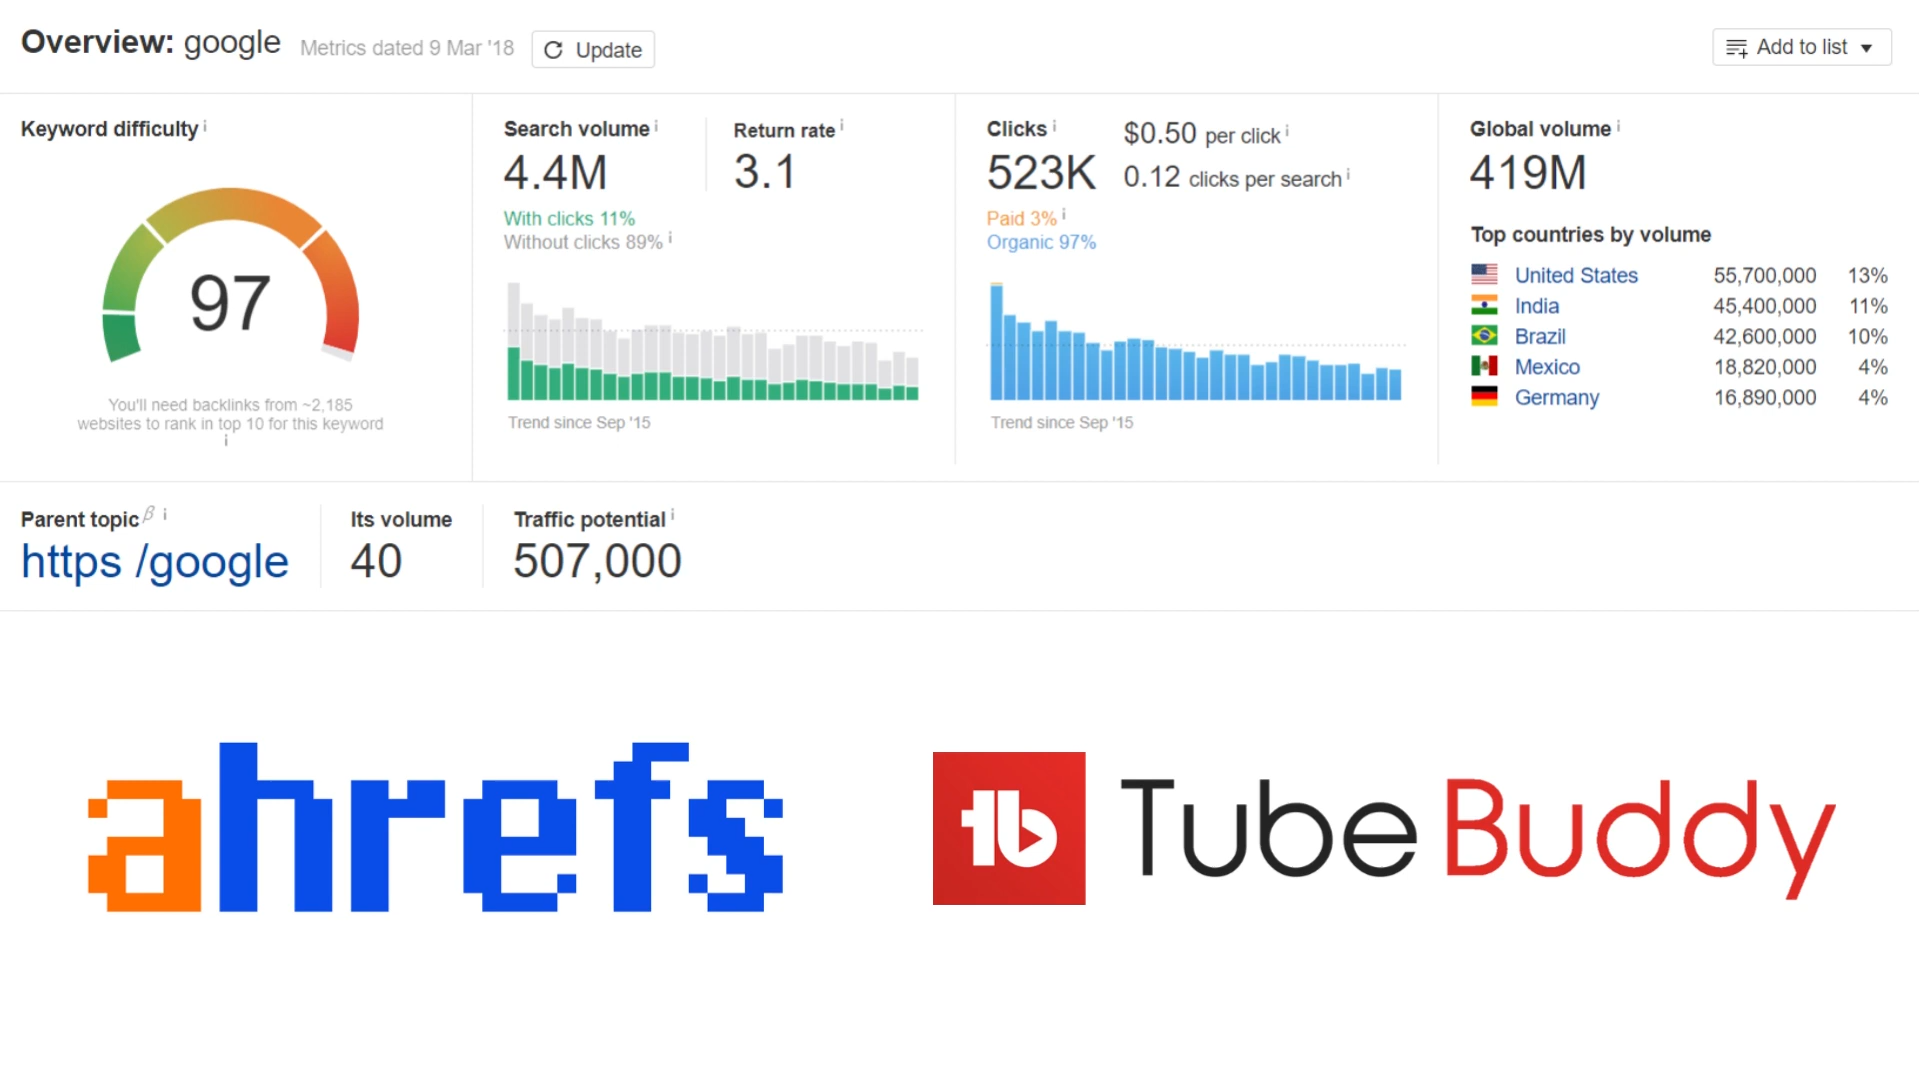 Overview: google Metrics dated 9 Mar '18 Update Add to list
Keyword difficulty i
97
You'll need backlinks from ~2,185
websites to rank in top 10 for this keyword
i
Search volume i
4.4M
With clicks 11%
Without clicks 89% i
Trend since Sep '15
Return rate i
3.1
Clicks i
523K
$0.50 per click i
0.12 clicks per search i
Paid 3% i
Organic 97%
Trend since Sep '15
Global volume i
419M
Top countries by volume
United States 55,700,000 13%
India 45,400,000 11%
Brazil 42,600,000 10%
Mexico 18,820,000 4%
Germany 16,890,000 4%
Parent topic β i
https /google
Its volume
40
Traffic potential i
507,000
ahrefs
tb TubeBuddy